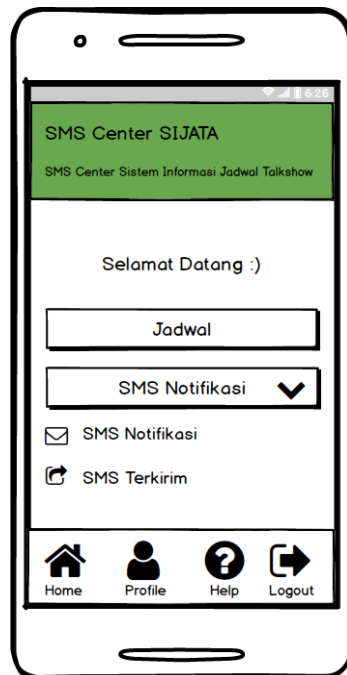 6:26
SMS Center SIJATA
SMS Center Sistem Informasi Jadwal Talkshow
Selamat Datang :)
Jadwal
SMS Notifikasi
SMS Notifikasi
SMS Terkirim
Home Profile Help Logout